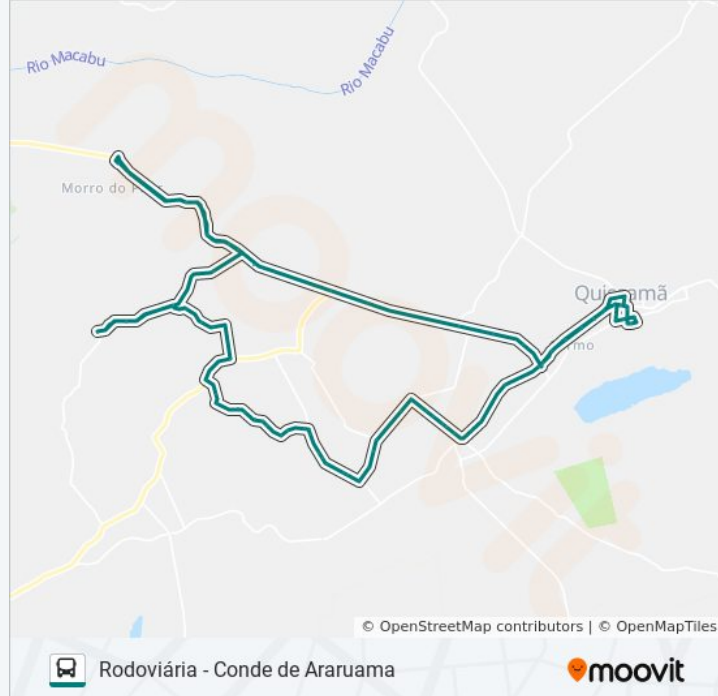 Rio Macabu
Rio Macabu
Morro do
Quissamã
© OpenStreetMap contributors | © OpenMapTiles
Rodoviária - Conde de Araruama
moovit